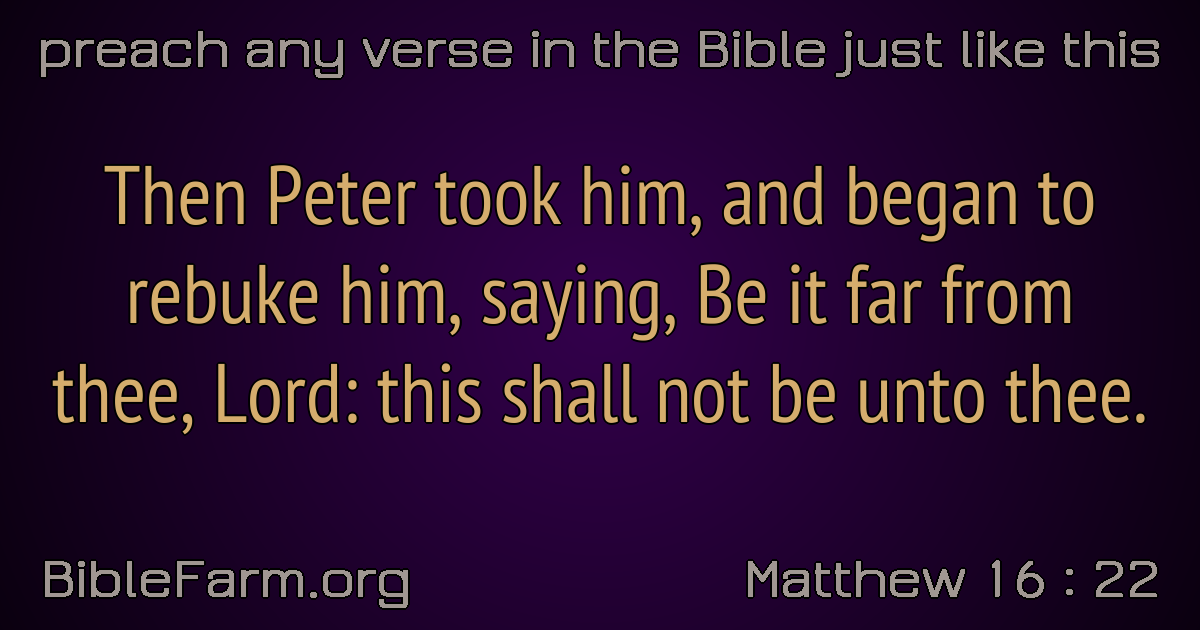 preach any verse in the Bible just like this
Then Peter took him, and began to
rebuke him, saying, Be it far from
thee, Lord: this shall not be unto thee.
BibleFarm.org
Matthew 16 : 22